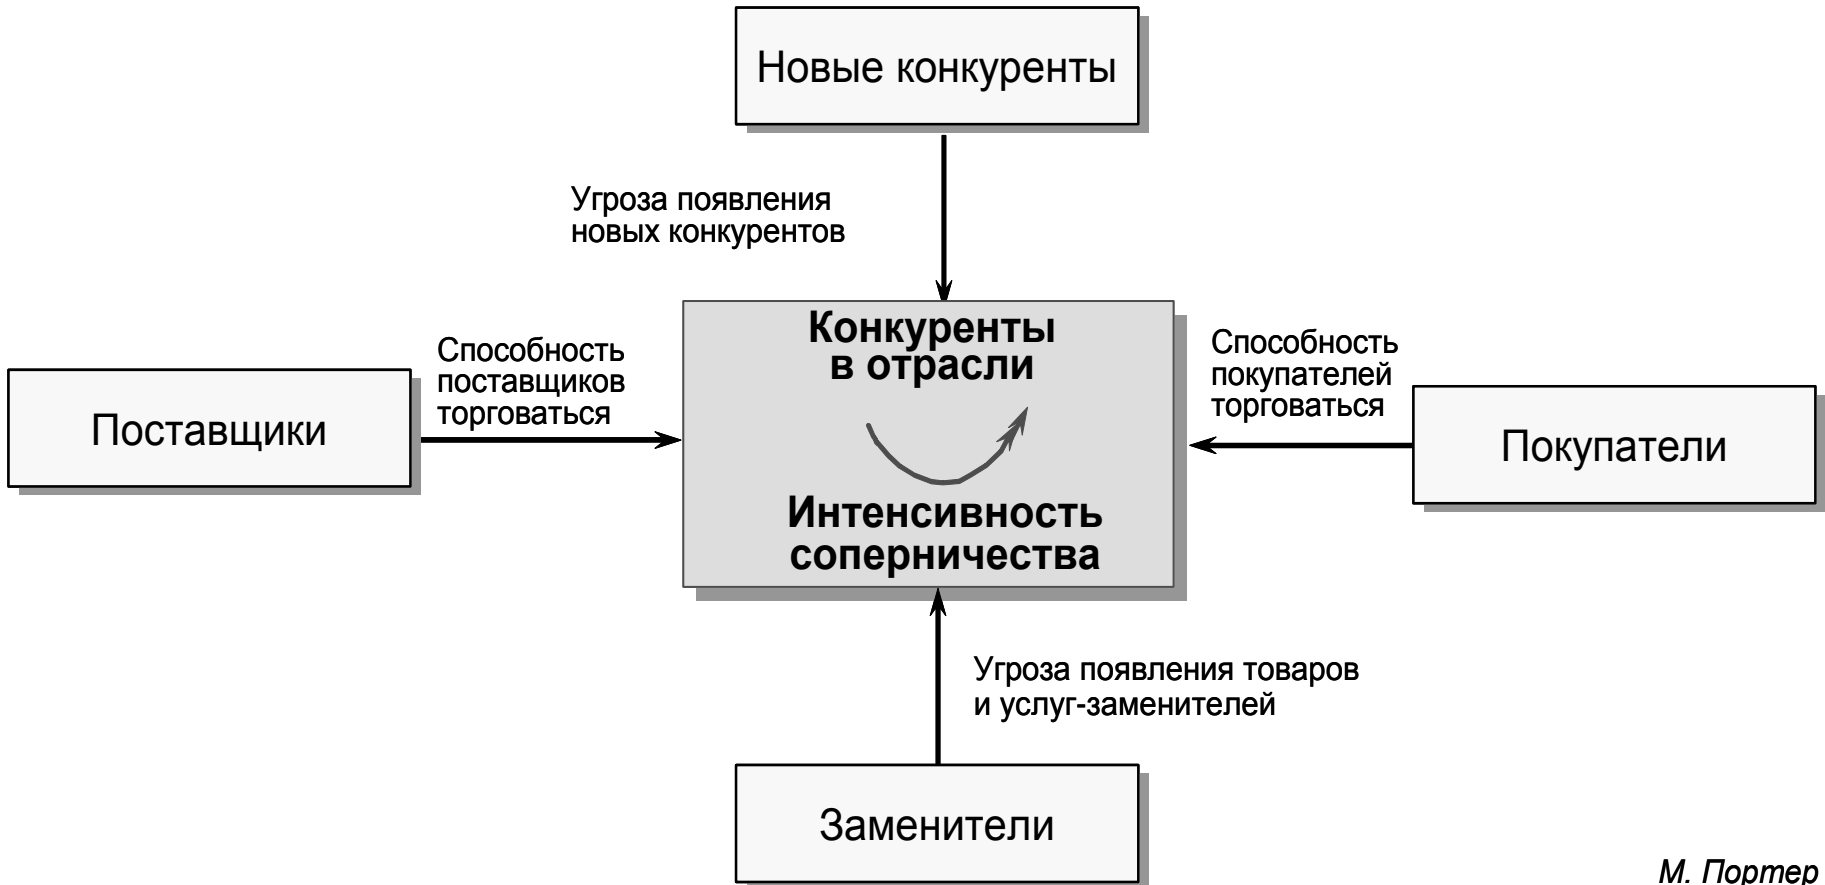 Новые конкуренты
Угроза появления
новых конкурентов
Способность
поставщиков
торговаться
Поставщики
Конкуренты
в отрасли
Интенсивность
соперничества
Способность
покупателей
торговаться
Покупатели
Угроза появления товаров
и услуг-заменителей
Заменители
М. Портер